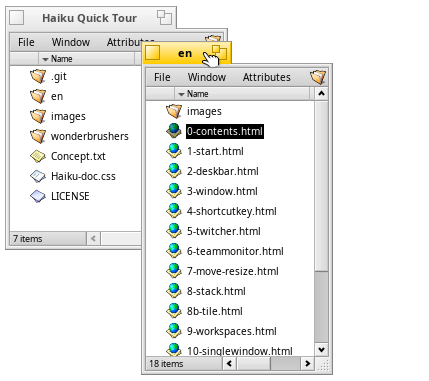 Haiku Quick Tour
File Window Attributes
Name
.git
en
images
wonderbrushers
Concept.txt
Haiku-doc.css
LICENSE
7 items
en
File Window Attributes
Name
images
0-contents.html
1-start.html
2-deskbar.html
3-window.html
4-shortcutkey.html
5-twitcher.html
6-teammonitor.html
7-move-resize.html
8-stack.html
8b-tile.html
9-workspaces.html
10-singlewindow.html
18 items